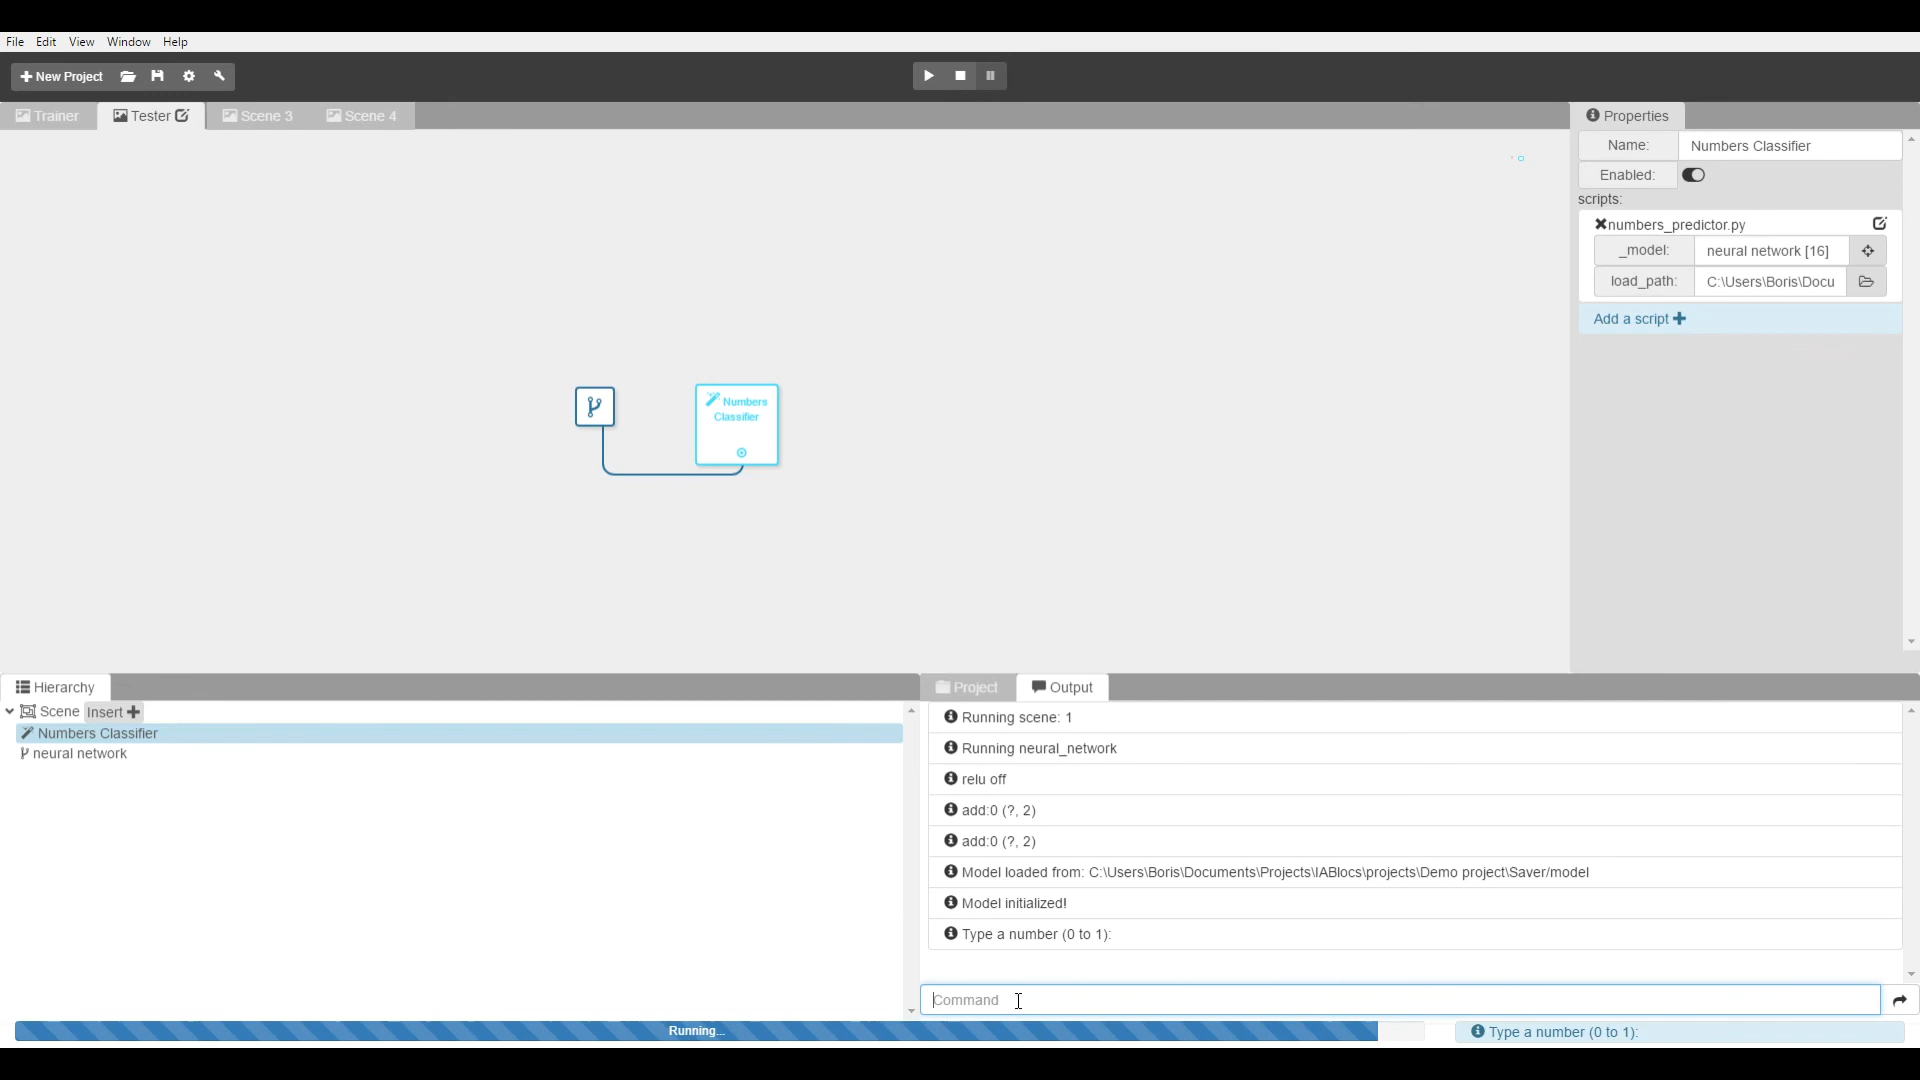 File Edit View Window Help
New Project
Trainer Tester Scene 3 Scene 4
Properties
Name: Numbers Classifier
Enabled:
scripts:
numbers_predictor.py
_model: neural network [16]
load_path: C:\Users\Boris\Docu
Add a script
Numbers
Classifier
Hierarchy
Scene Insert
Numbers Classifier
neural network
Project Output
Running scene: 1
Running neural_network
relu off
add:0 (?, 2)
add:0 (?, 2)
Model loaded from: C:\Users\Boris\Documents\Projects\IABlocs\projects\Demo project\Saver/model
Model initialized!
Type a number (0 to 1):
Command
Running...
Type a number (0 to 1):